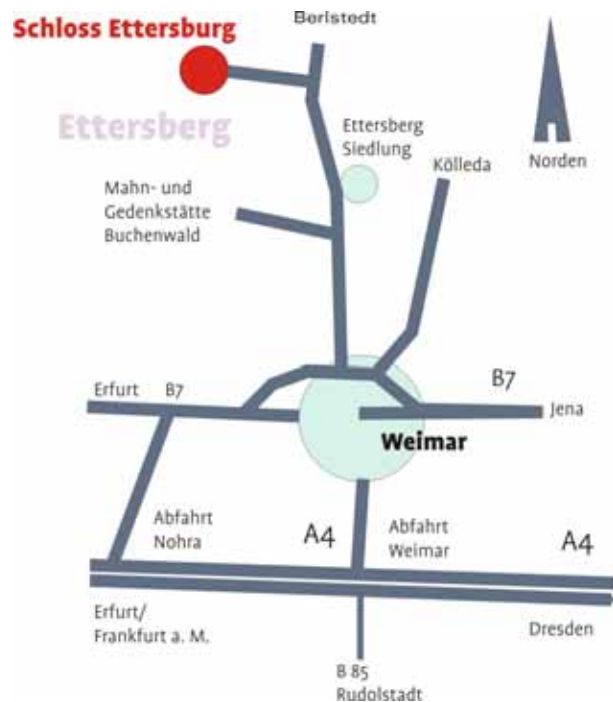 Berlstedt
Schloss Ettersburg
Ettersberg
Ettersberg
Siedlung
Kölleda
Norden
Mahn- und
Gedenkstätte
Buchenwald
Erfurt B7
B7
Jena
Weimar
Abfahrt
Nohra
A4
Abfahrt
Weimar
A4
Erfurt/
Frankfurt a. M.
Dresden
B 85
Rudolstadt